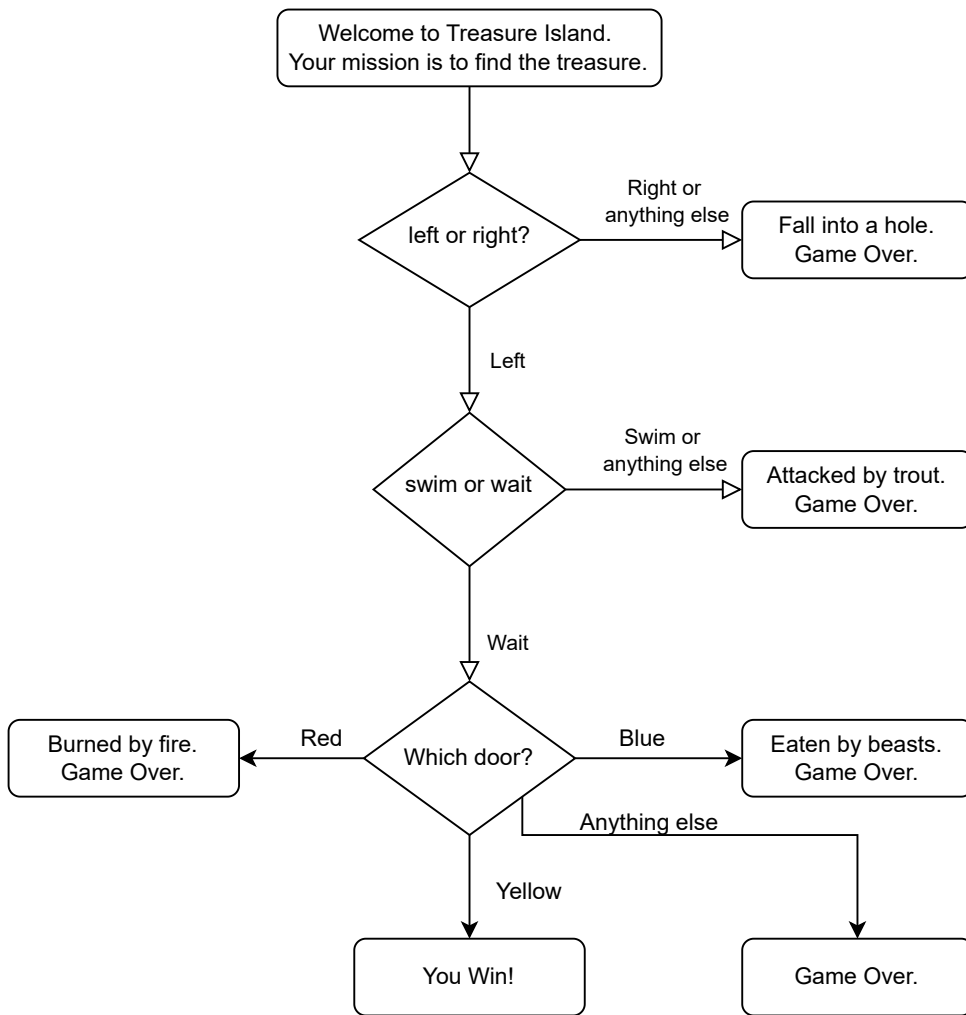 Welcome to Treasure Island.
Your mission is to find the treasure.
left or right?
Right or
anything else
Fall into a hole.
Game Over.
Left
swim or wait
Swim or
anything else
Attacked by trout.
Game Over.
Wait
Which door?
Red
Burned by fire.
Game Over.
Blue
Eaten by beasts.
Game Over.
Anything else
Yellow
You Win!
Game Over.